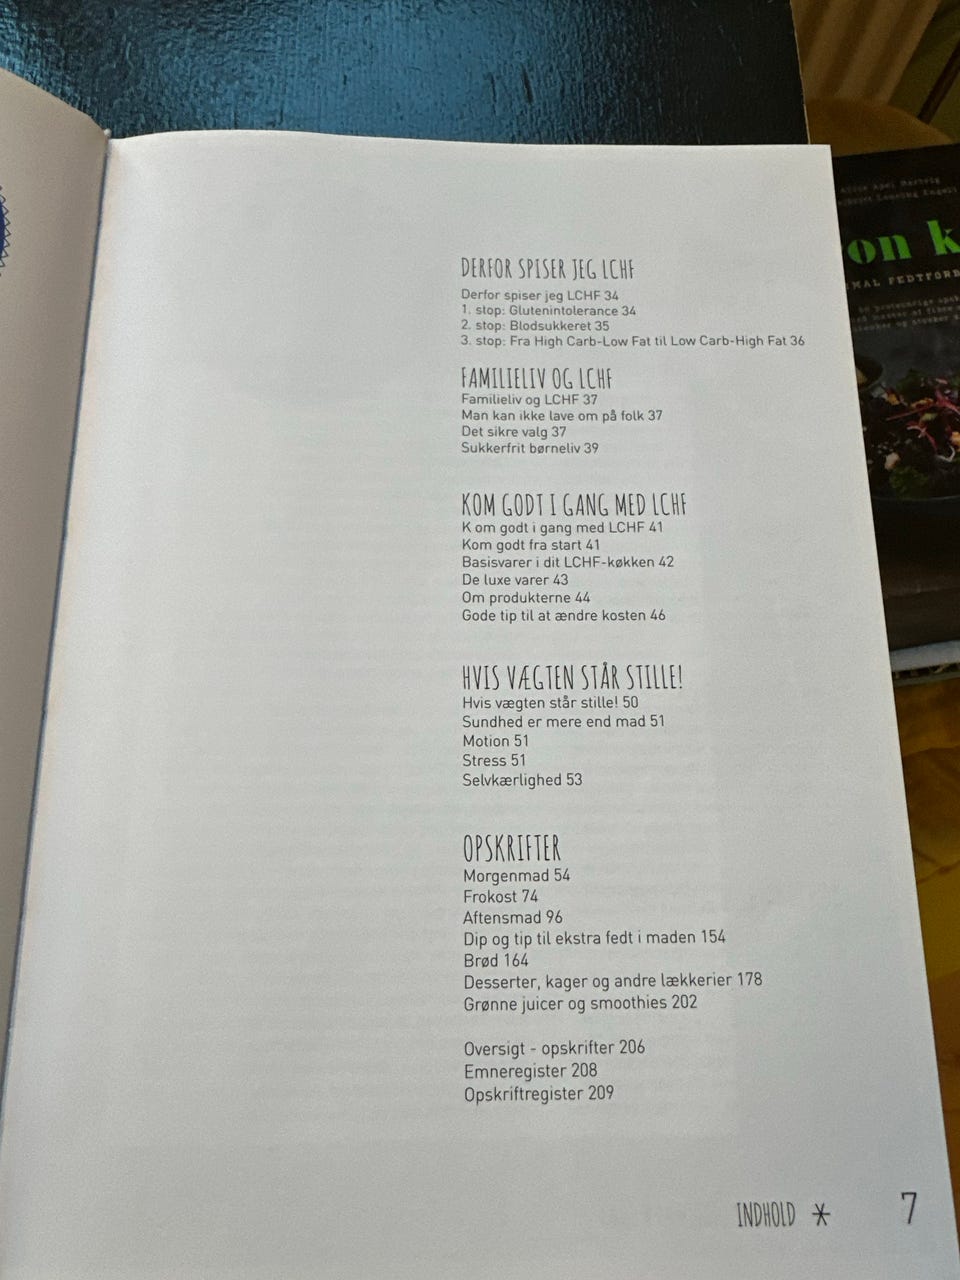 DERFOR SPISER JEG LCHF
Derfor spiser jeg LCHF 34
1. stop: Glutenintolerance 34
2. stop: Blodsukkeret 35
3. stop: Fra High Carb-Low Fat til Low Carb-High Fat 36
FAMILIELIV OG LCHF
Familieliv og LCHF 37
Man kan ikke lave om på folk 37
Det sikre valg 37
Sukkerfrit børneliv 39
KOM GODT I GANG MED LCHF
K om godt i gang med LCHF 41
Kom godt fra start 41
Basisvarer i dit LCHF-køkken 42
De luxe varer 43
Om produkterne 44
Gode tip til at ændre kosten 46
HVIS VÆGTEN STÅR STILLE!
Hvis vægten står stille! 50
Sundhed er mere end mad 51
Motion 51
Stress 51
Selvkærlighed 53
OPSKRIFTER
Morgenmad 54
Frokost 74
Aftensmad 96
Dip og tip til ekstra fedt i maden 154
Brød 164
Desserter, kager og andre lækkerier 178
Grønne juicer og smoothies 202
Oversigt - opskrifter 206
Emneregister 208
Opskriftregister 209
INDHOLD * 7
on k